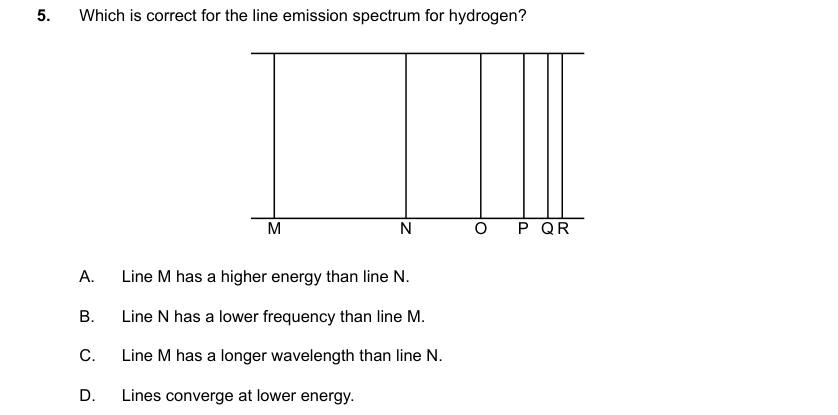 5. Which is correct for the line emission spectrum for hydrogen?
M N O P Q R
A. Line M has a higher energy than line N.
B. Line N has a lower frequency than line M.
C. Line M has a longer wavelength than line N.
D. Lines converge at lower energy.